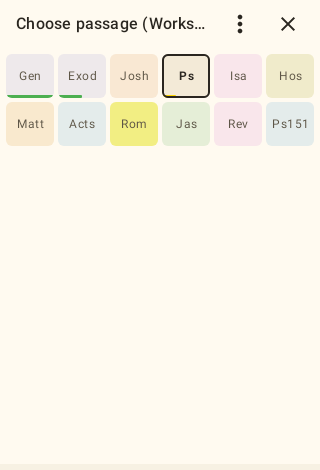 Choose passage (Works...
Gen Exod Josh Ps Isa Hos
Matt Acts Rom Jas Rev Ps151